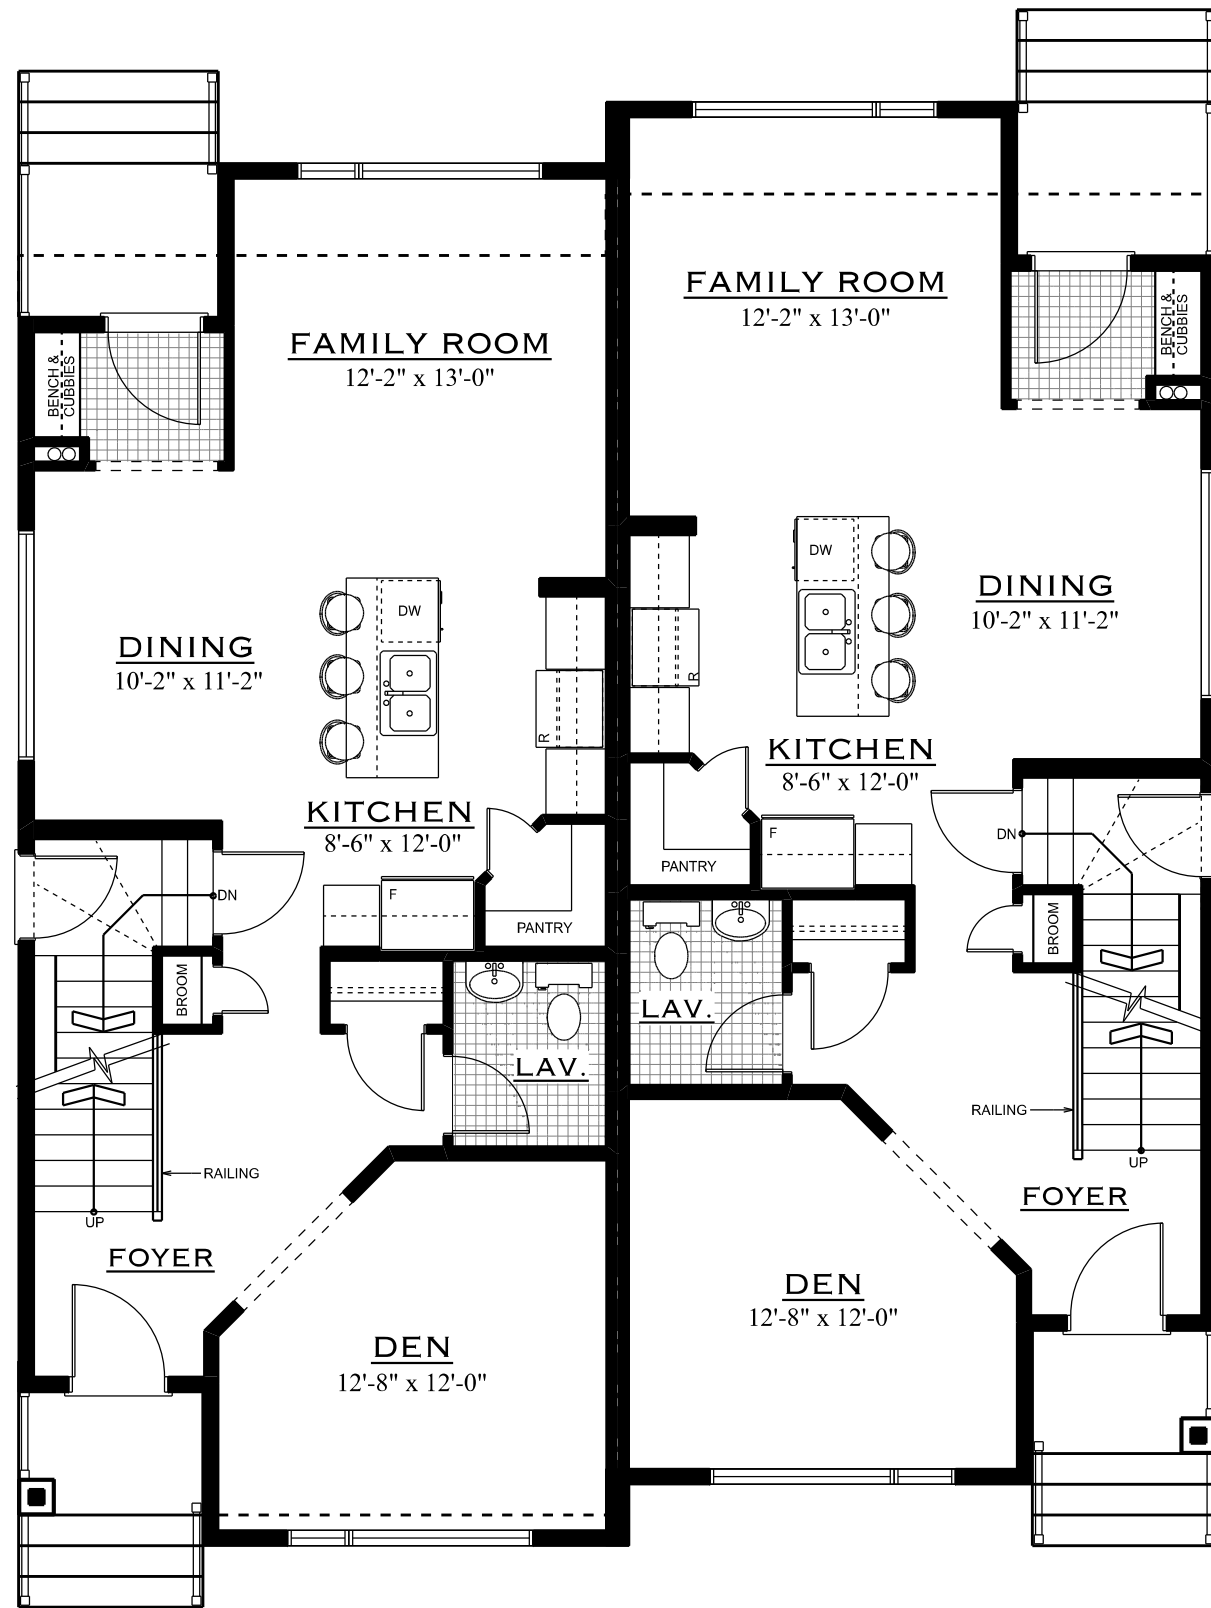 FAMILY ROOM
12'-2" x 13'-0"
BENCH &
CUBBIES
DW
DINING
10'-2" x 11'-2"
R
KITCHEN
8'-6" x 12'-0"
F
PANTRY
DN
BROOM
LAV.
RAILING
UP
FOYER
DEN
12'-8" x 12'-0"
FAMILY ROOM
12'-2" x 13'-0"
BENCH &
CUBBIES
DW
DINING
10'-2" x 11'-2"
R
KITCHEN
8'-6" x 12'-0"
F
PANTRY
DN
BROOM
LAV.
RAILING
UP
FOYER
DEN
12'-8" x 12'-0"